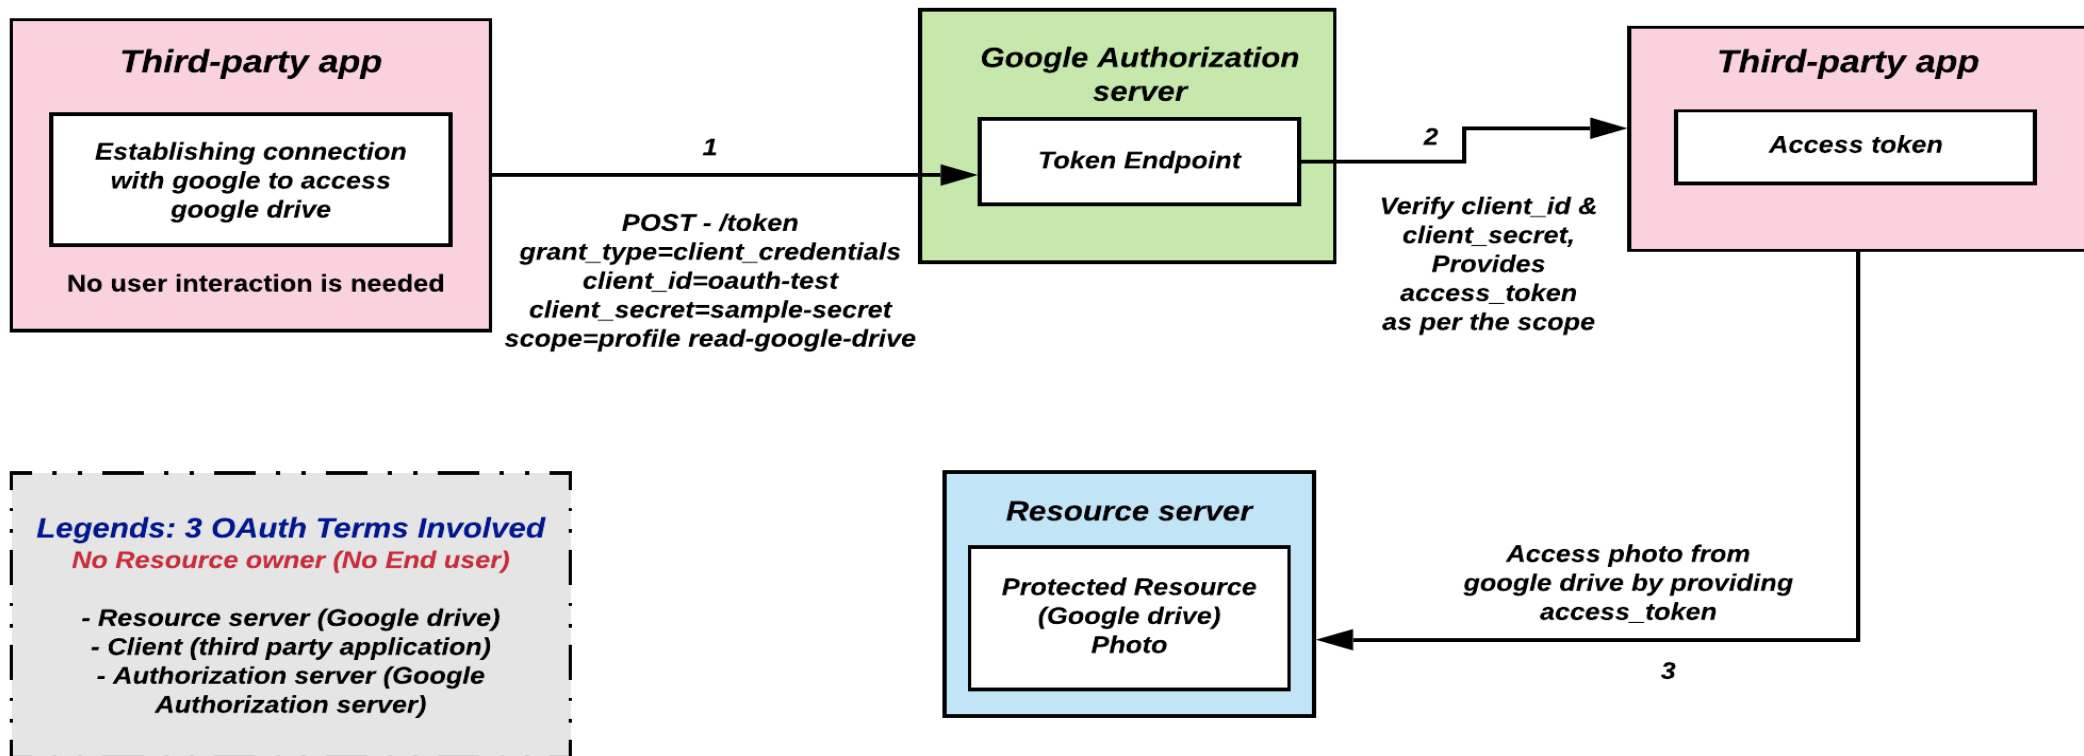 Third-party app
Establishing connection
with google to access
google drive
No user interaction is needed
1
POST - /token
grant_type=client_credentials
client_id=oauth-test
client_secret=sample-secret
scope=profile read-google-drive
Google Authorization
server
Token Endpoint
2
Verify client_id &
client_secret,
Provides
access_token
as per the scope
Third-party app
Access token
Legends: 3 OAuth Terms Involved
No Resource owner (No End user)
- Resource server (Google drive)
- Client (third party application)
- Authorization server (Google
Authorization server)
Resource server
Protected Resource
(Google drive)
Photo
Access photo from
google drive by providing
access_token
3